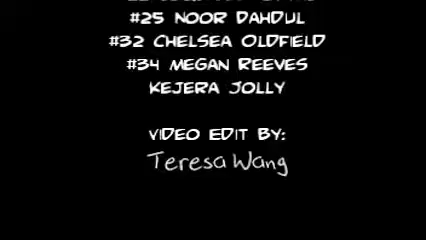 #25 NOOR DAHDUL
#32 CHELSEA OLDFIELD
#34 MEGAN REEVES
KEJERA JOLLY
VIDEO EDIT BY:
Teresa Wang